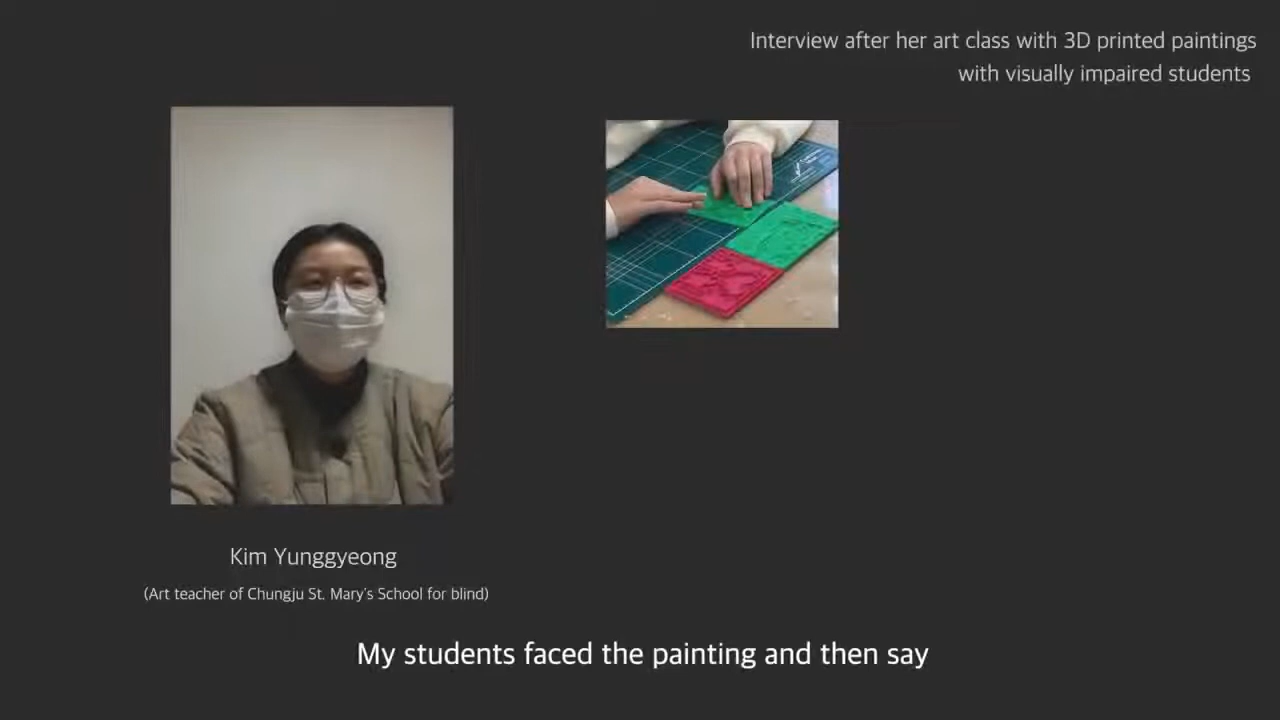 Interview after her art class with 3D printed paintings
with visually impaired students
Kim Yunggyeong
(Art teacher of Chungju St. Mary's School for blind)
My students faced the painting and then say